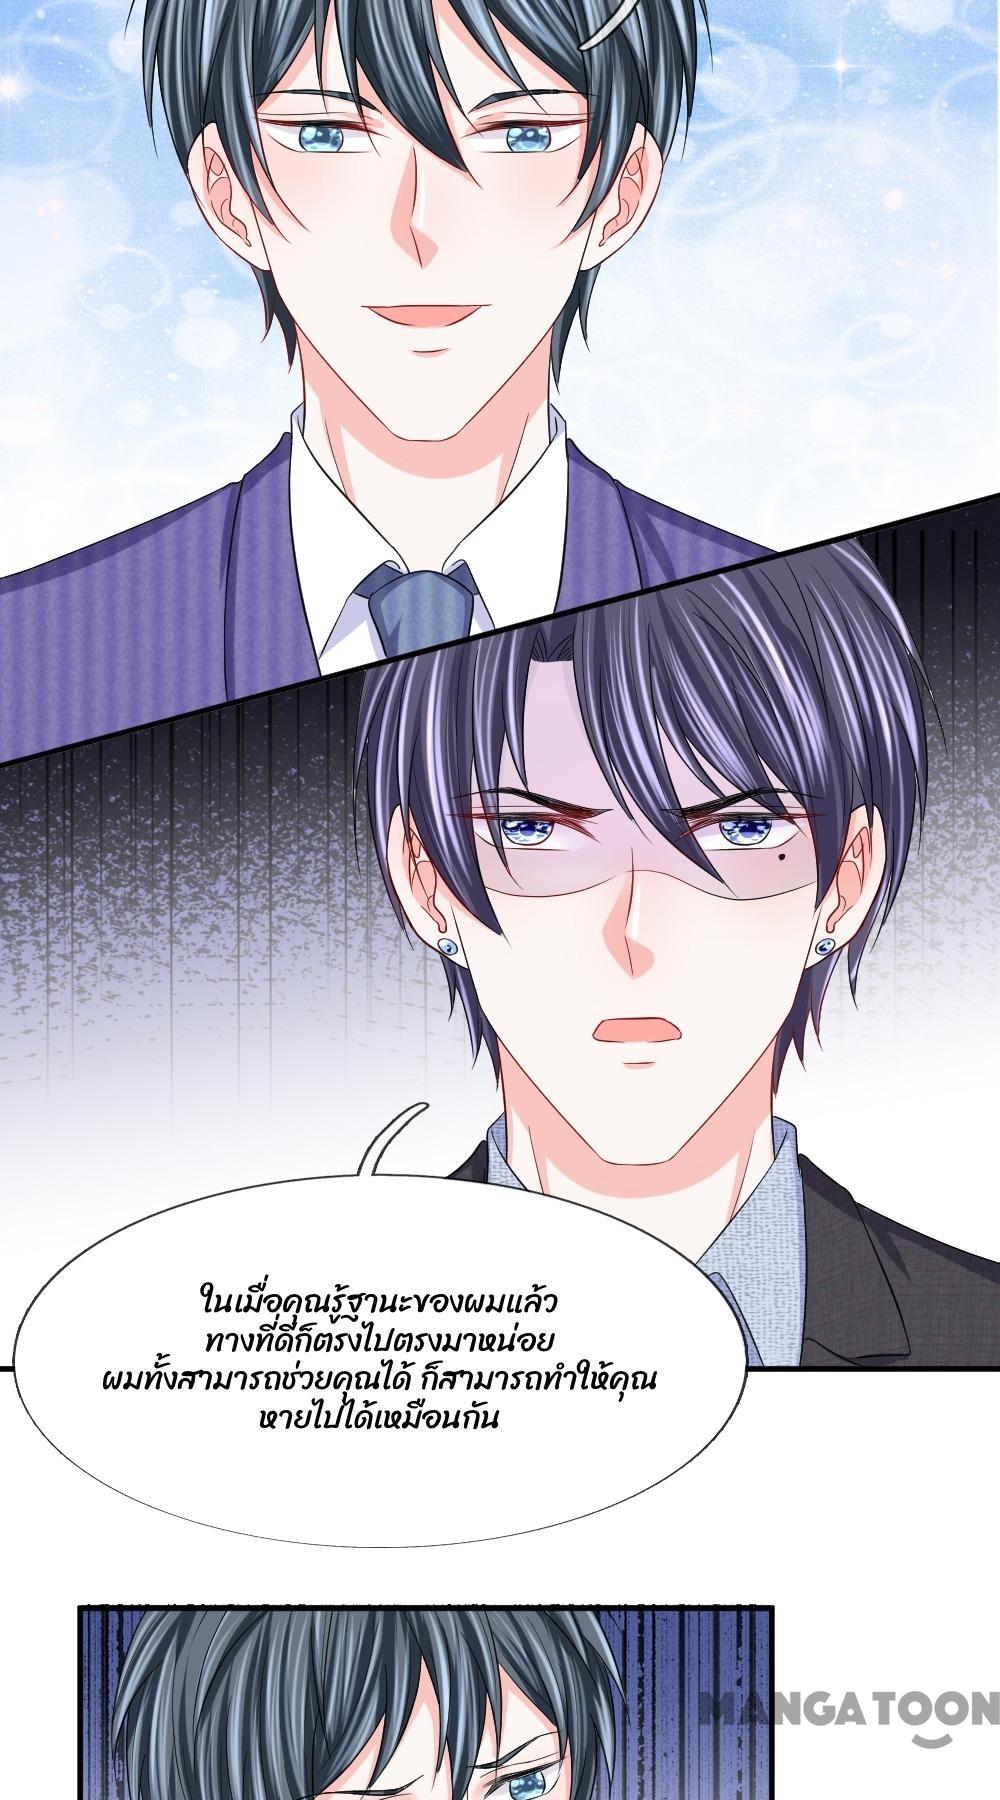 ในเมื่อคุณรู้ฐานะของผมแล้ว
ทางที่ดีก็ตรงไปตรงมาหน่อย
ผมทั้งสามารถช่วยคุณได้ ก็สามารถทำให้คุณ
หายไปได้เหมือนกัน
MANGATOON